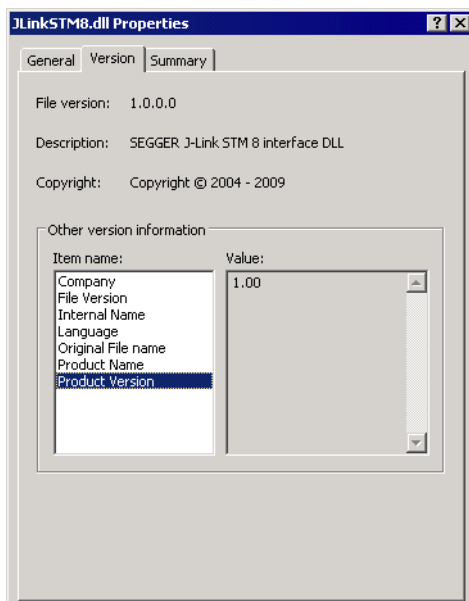 JLinkSTM8.dll Properties
General Version Summary
File version: 1.0.0.0
Description: SEGGER J-Link STM 8 interface DLL
Copyright: Copyright © 2004 - 2009
Other version information
Item name: Value:
Company 1.00
File Version
Internal Name
Language
Original File name
Product Name
Product Version